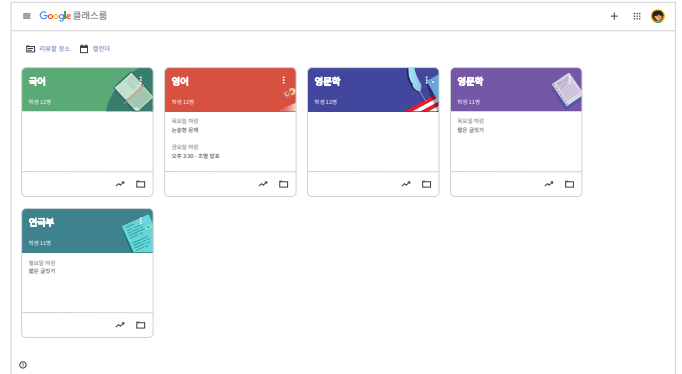 Google 클래스룸
리뷰할 항목 캘린더
국어
학생 12명
영어
학생 12명
목요일 마감
논술형 문제
금요일 마감
오후 3:30 - 조별 발표
영문학
학생 12명
영문학
학생 11명
목요일 마감
짧은 글짓기
연극부
학생 11명
월요일 마감
짧은 글짓기